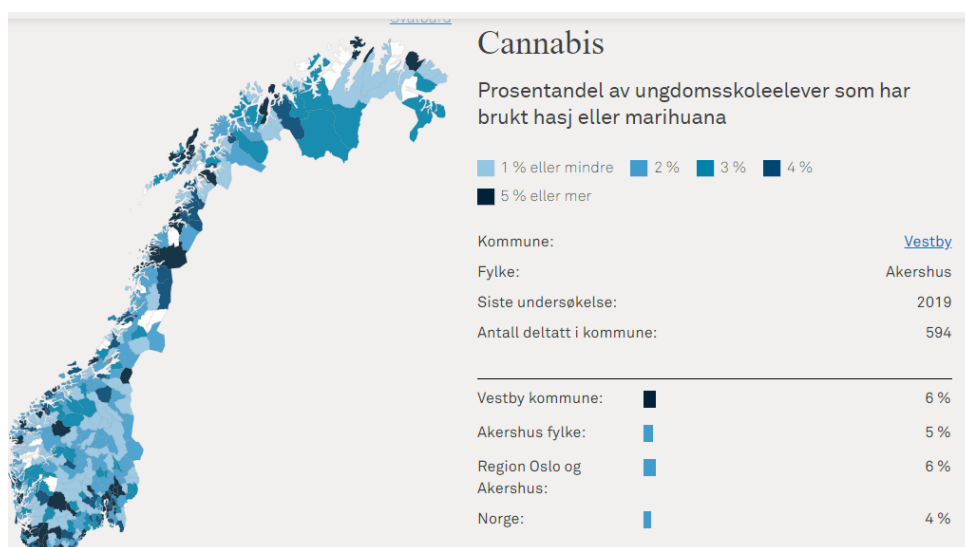 Svalbard
Cannabis
Prosentandel av ungdomsskoleelever som har
brukt hasj eller marihuana
1 % eller mindre 2 % 3 % 4 %
5 % eller mer
Kommune: Vestby
Fylke: Akershus
Siste undersøkelse: 2019
Antall deltatt i kommune: 594
Vestby kommune: 6 %
Akershus fylke: 5 %
Region Oslo og 6 %
Akershus:
Norge: 4 %